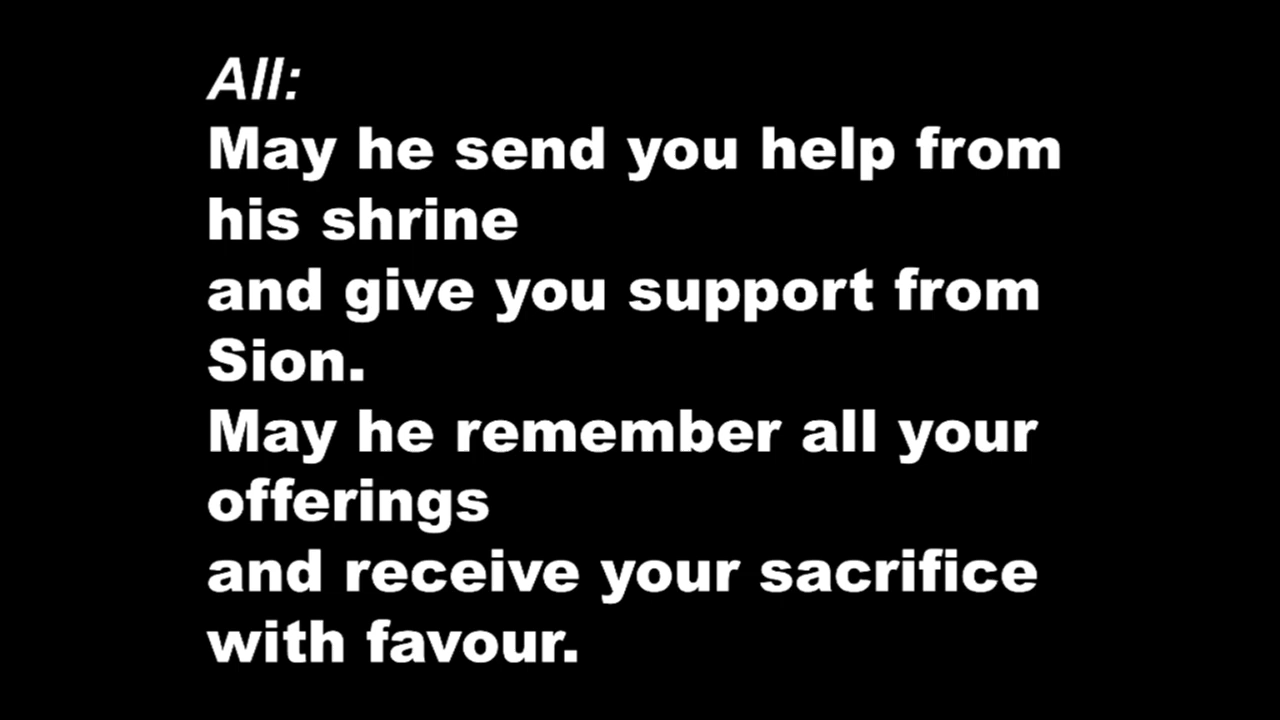 All:
May he send you help from
his shrine
and give you support from
Sion.
May he remember all your
offerings
and receive your sacrifice
with favour.